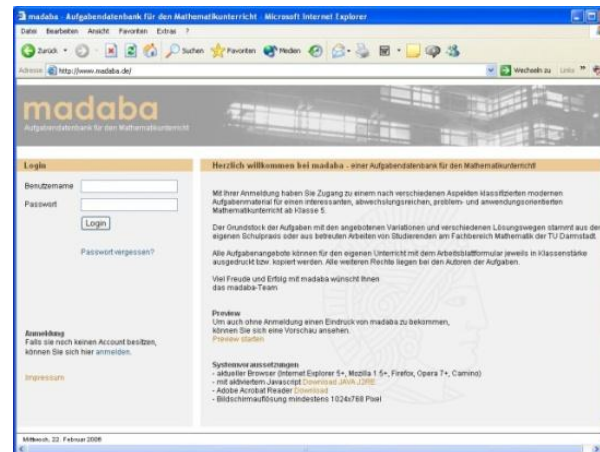 madaba - Aufgabendatenbank für den Mathematikunterricht - Microsoft Internet Explorer
Datei Bearbeiten Ansicht Favoriten Extras ?
Zurück Suchen Favoriten Medien
Adresse http://www.madaba.de/ Wechseln zu Links »
madaba
Aufgabendatenbank für den Mathematikunterricht
Login
Benutzername
Passwort
Login
Passwort vergessen?
Anmeldung
Falls sie noch keinen Account besitzen,
können Sie sich hier anmelden.
Impressum
Herzlich willkommen bei madaba - einer Aufgabendatenbank für den Mathematikunterricht!
Mit Ihrer Anmeldung haben Sie Zugang zu einem nach verschiedenen Aspekten klassifizierten modernen
Aufgabenmaterial für einen interessanten, abwechslungsreichen, problem- und anwendungsorientierten
Mathematikunterricht ab Klasse 5.
Der Grundstock der Aufgaben mit den angebotenen Variationen und verschiedenen Lösungswegen stammt aus der
eigenen Schulpraxis oder aus betreuten Arbeiten von Studierenden am Fachbereich Mathematik der TU Darmstadt.
Alle Aufgabenangebote können für den eigenen Unterricht mit dem Arbeitsblattformular jeweils in Klassenstärke
ausgedruckt bzw. kopiert werden. Alle weiteren Rechte liegen bei den Autoren der Aufgaben.
Viel Freude und Erfolg mit madaba wünscht Ihnen
das madaba-Team
Preview
Um auch ohne Anmeldung einen Eindruck von madaba zu bekommen,
können Sie sich eine Vorschau ansehen.
Preview starten
Systemvoraussetzungen
- aktueller Browser (Internet Explorer 5+, Mozilla 1.5+, Firefox, Opera 7+, Camino)
- mit aktiviertem Javascript Download JAVA J2RE
- Adobe Acrobat Reader Download
- Bildschirmauflösung mindestens 1024x768 Pixel
Mittwoch, 22. Februar 2006